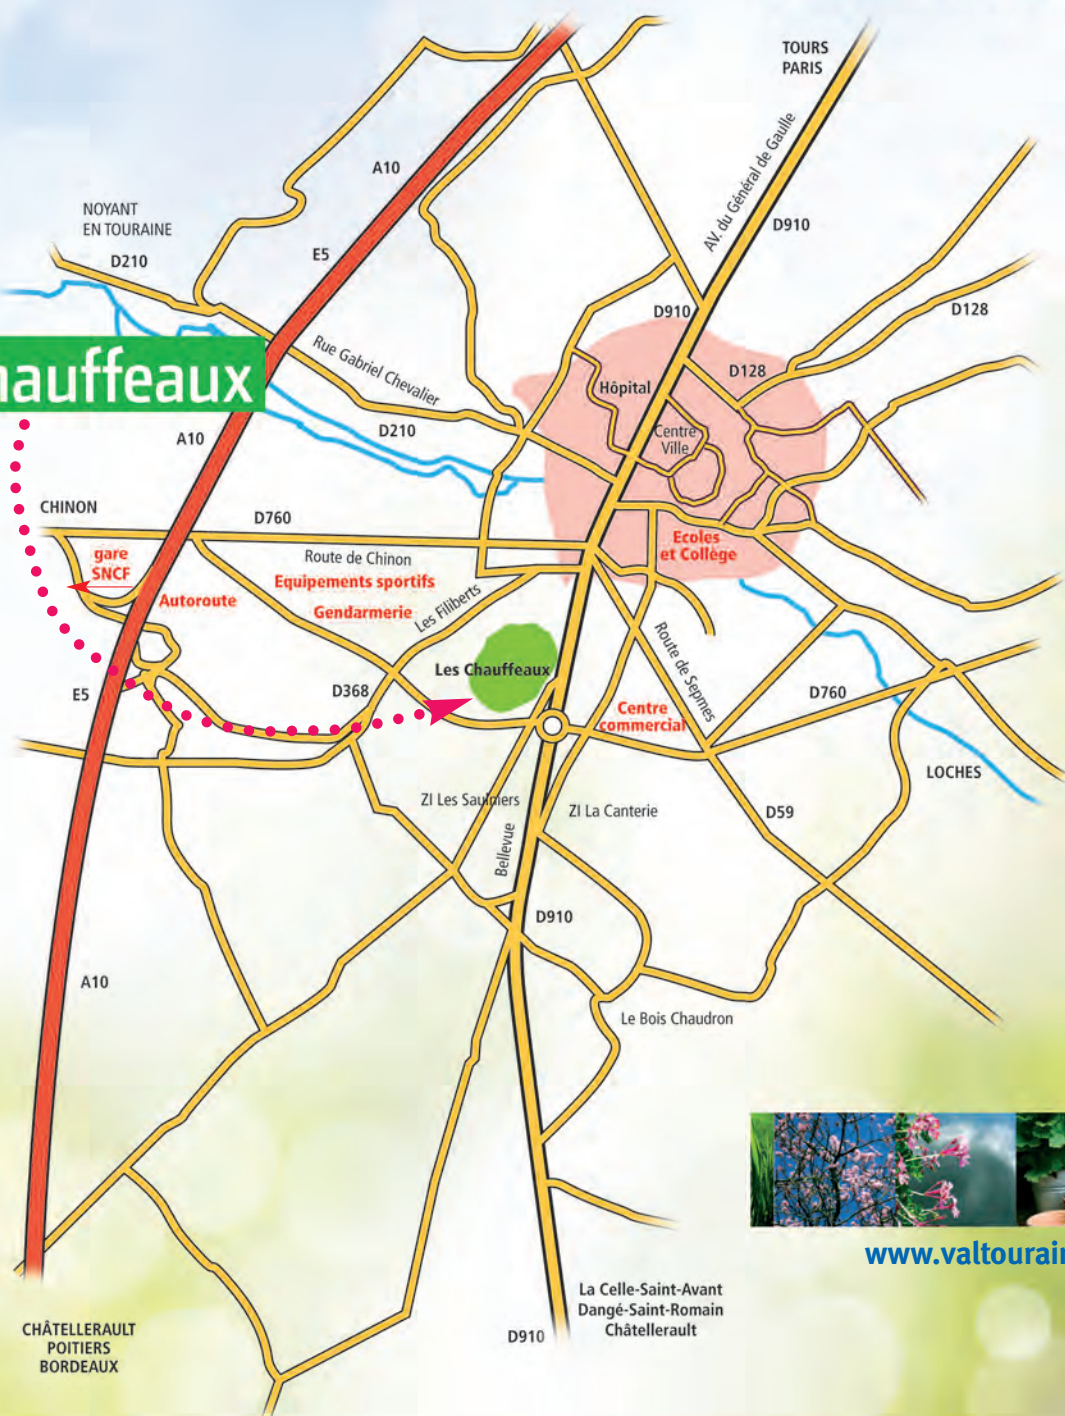 TOURS
PARIS
A10
AV. du Général de Gaulle
NOYANT
EN TOURAINE
D910
D210
E5
D910
D128
Rue Gabriel Chevalier
D128
hauffeaux
Hôpital
D210
Centre
Ville
A10
CHINON
D760
gare
SNCF
Route de Chinon
Ecoles
et Collège
Equipements sportifs
Autoroute
Gendarmerie
Les Filiberts
Route de Sepmes
Les Chauffeaux
E5
D368
D760
Centre
commercial
LOCHES
ZI Les Saulniers
ZI La Canterie
D59
Bellevue
D910
A10
Le Bois Chaudron
www.valtourai
La Celle-Saint-Avant
Dangé-Saint-Romain
Châtellerault
D910
CHÂTELLERAULT
POITIERS
BORDEAUX